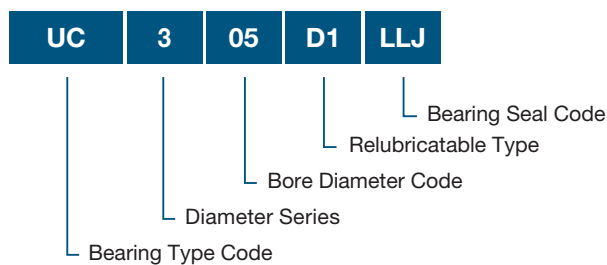 UC 3 05 D1 LLJ
Bearing Seal Code
Relubricatable Type
Bore Diameter Code
Diameter Series
Bearing Type Code